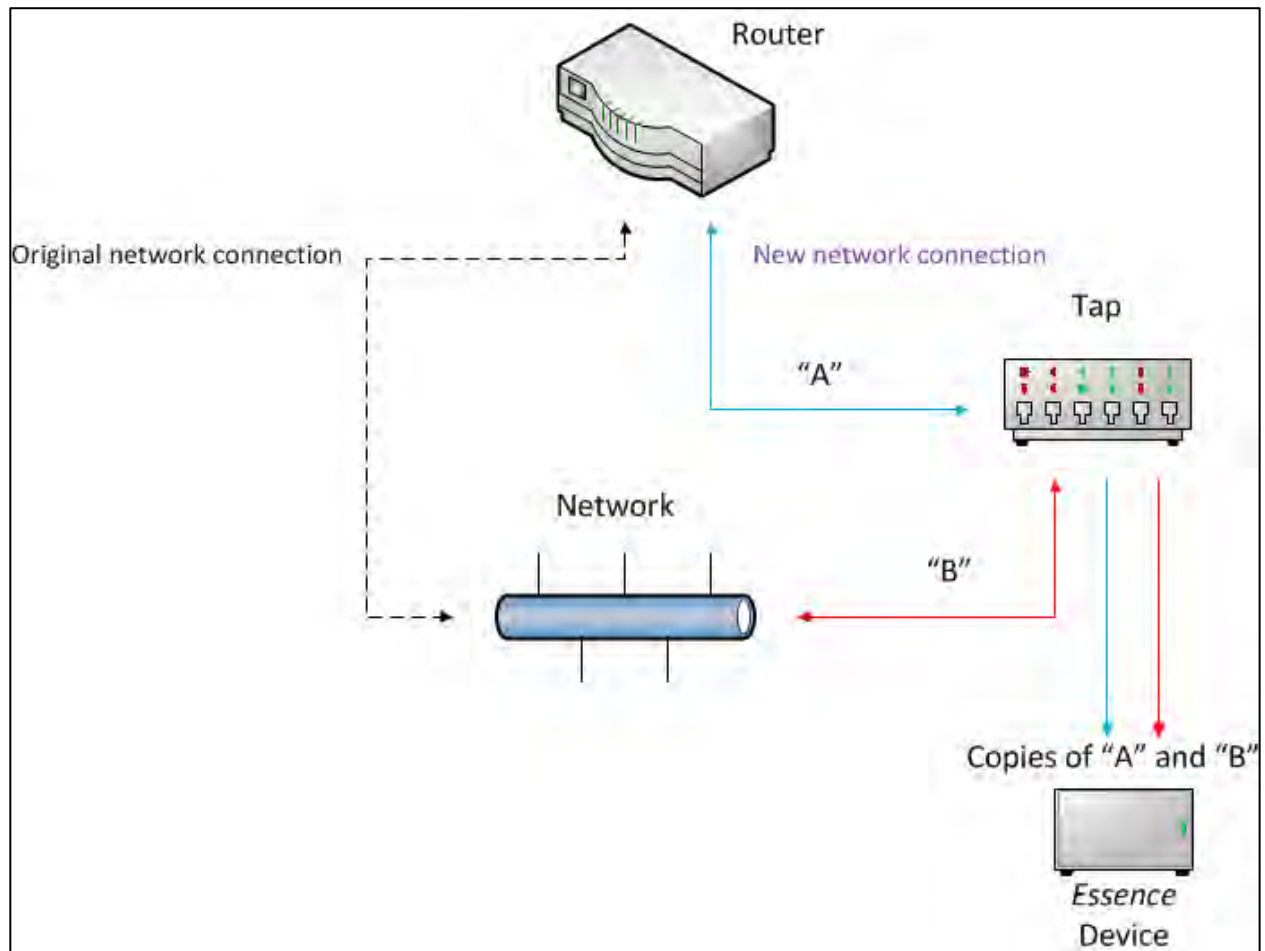 Router
Original network connection
New network connection
Tap
“A”
Network
“B”
Copies of “A” and “B”
Essence
Device